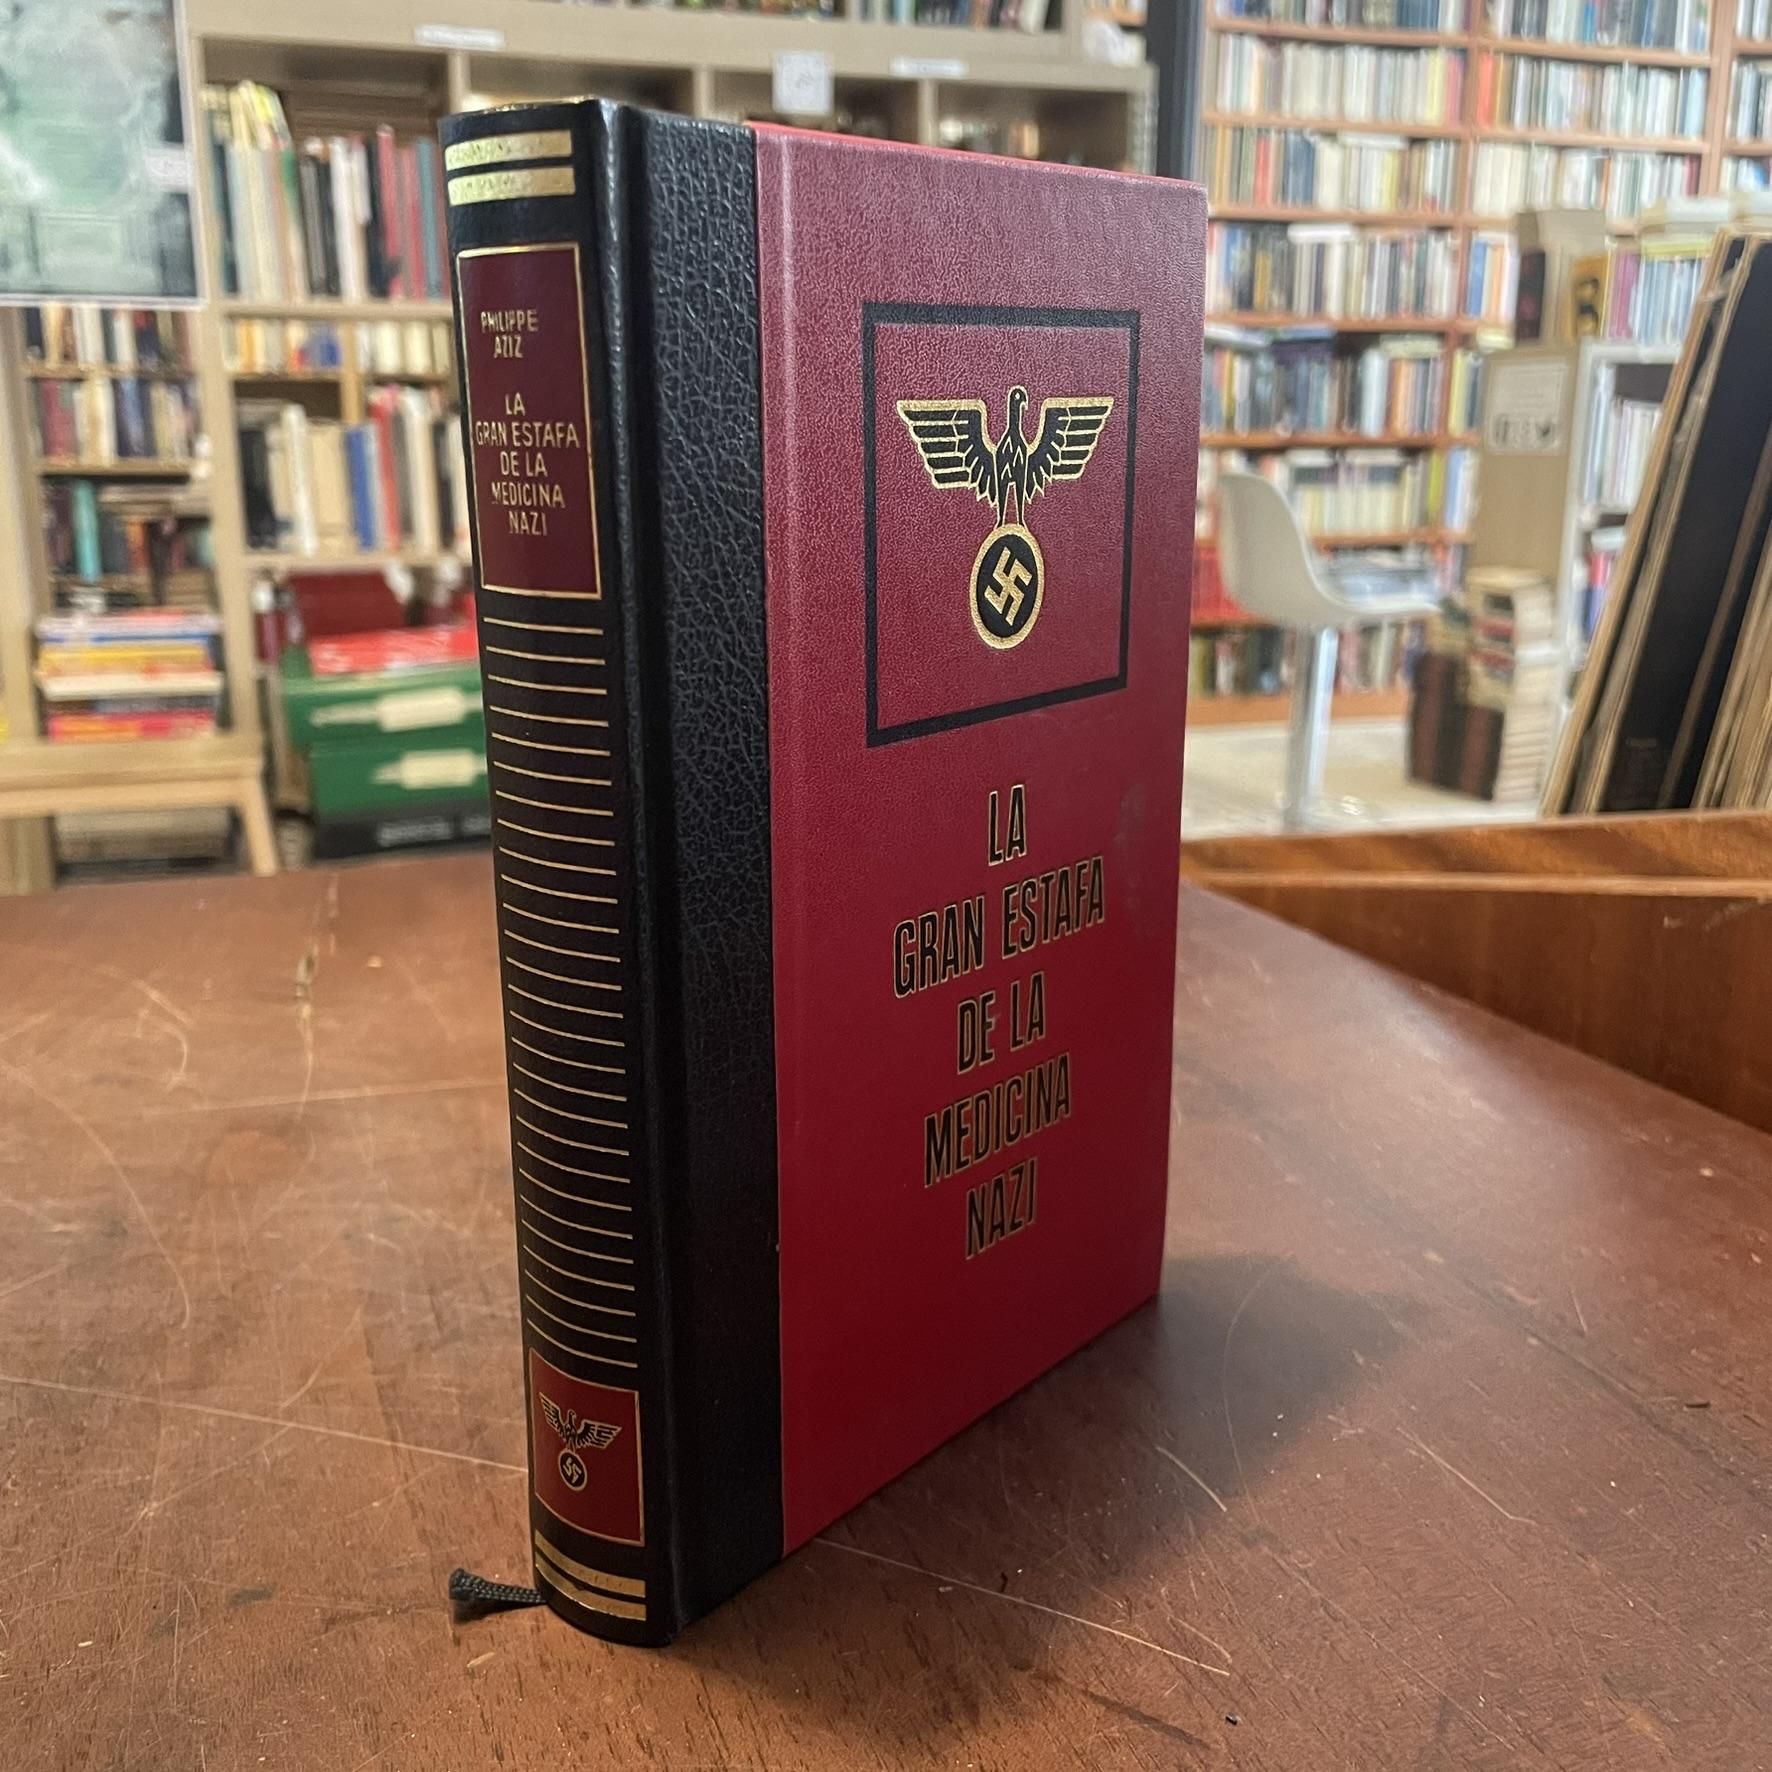 PHILIPPE
AZIZ
LA
GRAN ESTAFA
DE LA
MEDICINA
NAZI
LA
GRAN ESTAFA
DE LA
MEDICINA
NAZI